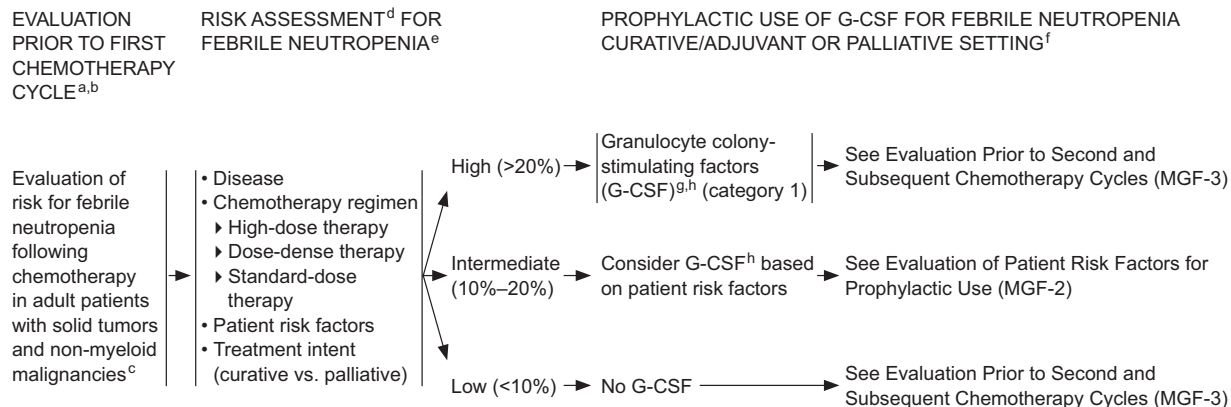 EVALUATION
PRIOR TO FIRST
CHEMOTHERAPY
CYCLEa,b
RISK ASSESSMENTd FOR
FEBRILE NEUTROPENIAe
PROPHYLACTIC USE OF G-CSF FOR FEBRILE NEUTROPENIA
CURATIVE/ADJUVANT OR PALLIATIVE SETTINGf
Evaluation of
risk for febrile
neutropenia
following
chemotherapy
in adult patients
with solid tumors
and non-myeloid
malignanciesc
• Disease
• Chemotherapy regimen
▸ High-dose therapy
▸ Dose-dense therapy
▸ Standard-dose
therapy
• Patient risk factors
• Treatment intent
(curative vs. palliative)
High (>20%)
Granulocyte colony-
stimulating factors
(G-CSF)g,h (category 1)
See Evaluation Prior to Second and
Subsequent Chemotherapy Cycles (MGF-3)
Intermediate
(10%–20%)
Consider G-CSFh based
on patient risk factors
See Evaluation of Patient Risk Factors for
Prophylactic Use (MGF-2)
Low (<10%)
No G-CSF
See Evaluation Prior to Second and
Subsequent Chemotherapy Cycles (MGF-3)